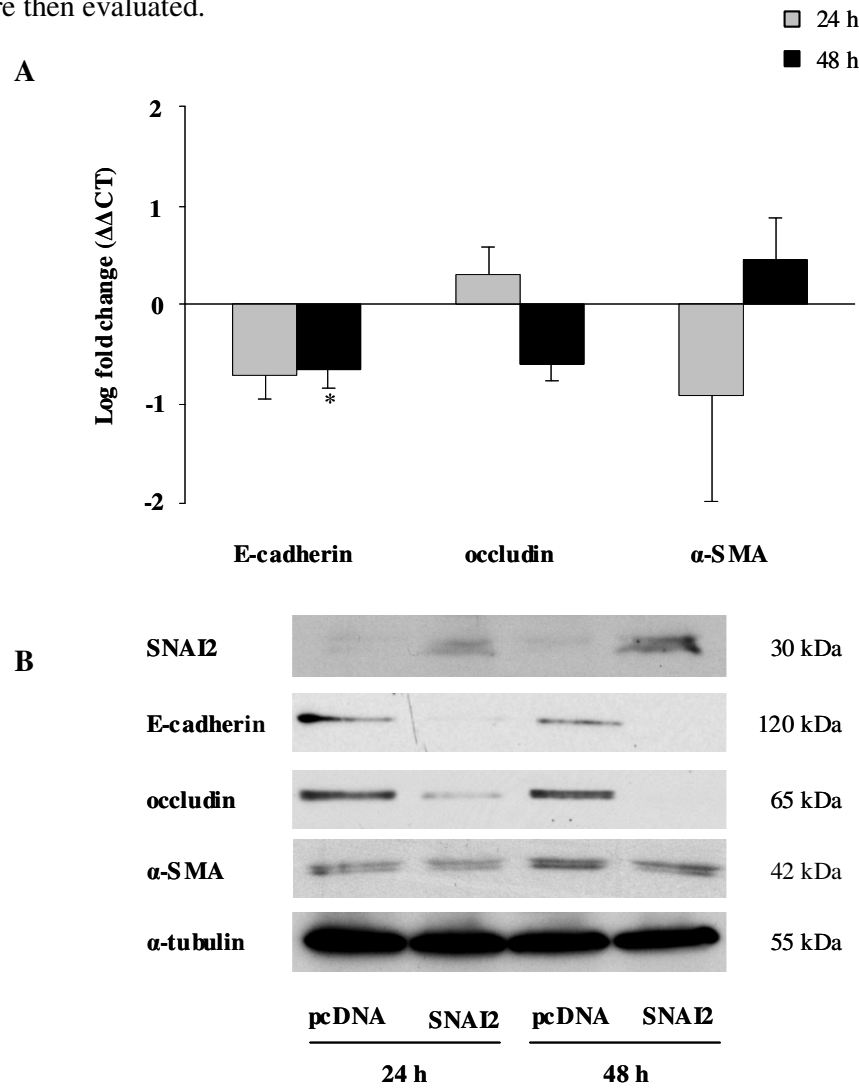 re then evaluated.
24 h
48 h
A
2
1
0
-1
-2
Log fold change (ΔΔCT)
*
E-cadherin occludin α-SMA
B
SNAI2 30 kDa
E-cadherin 120 kDa
occludin 65 kDa
α-SMA 42 kDa
α-tubulin 55 kDa
pcDNA SNAI2 pcDNA SNAI2
24 h 48 h